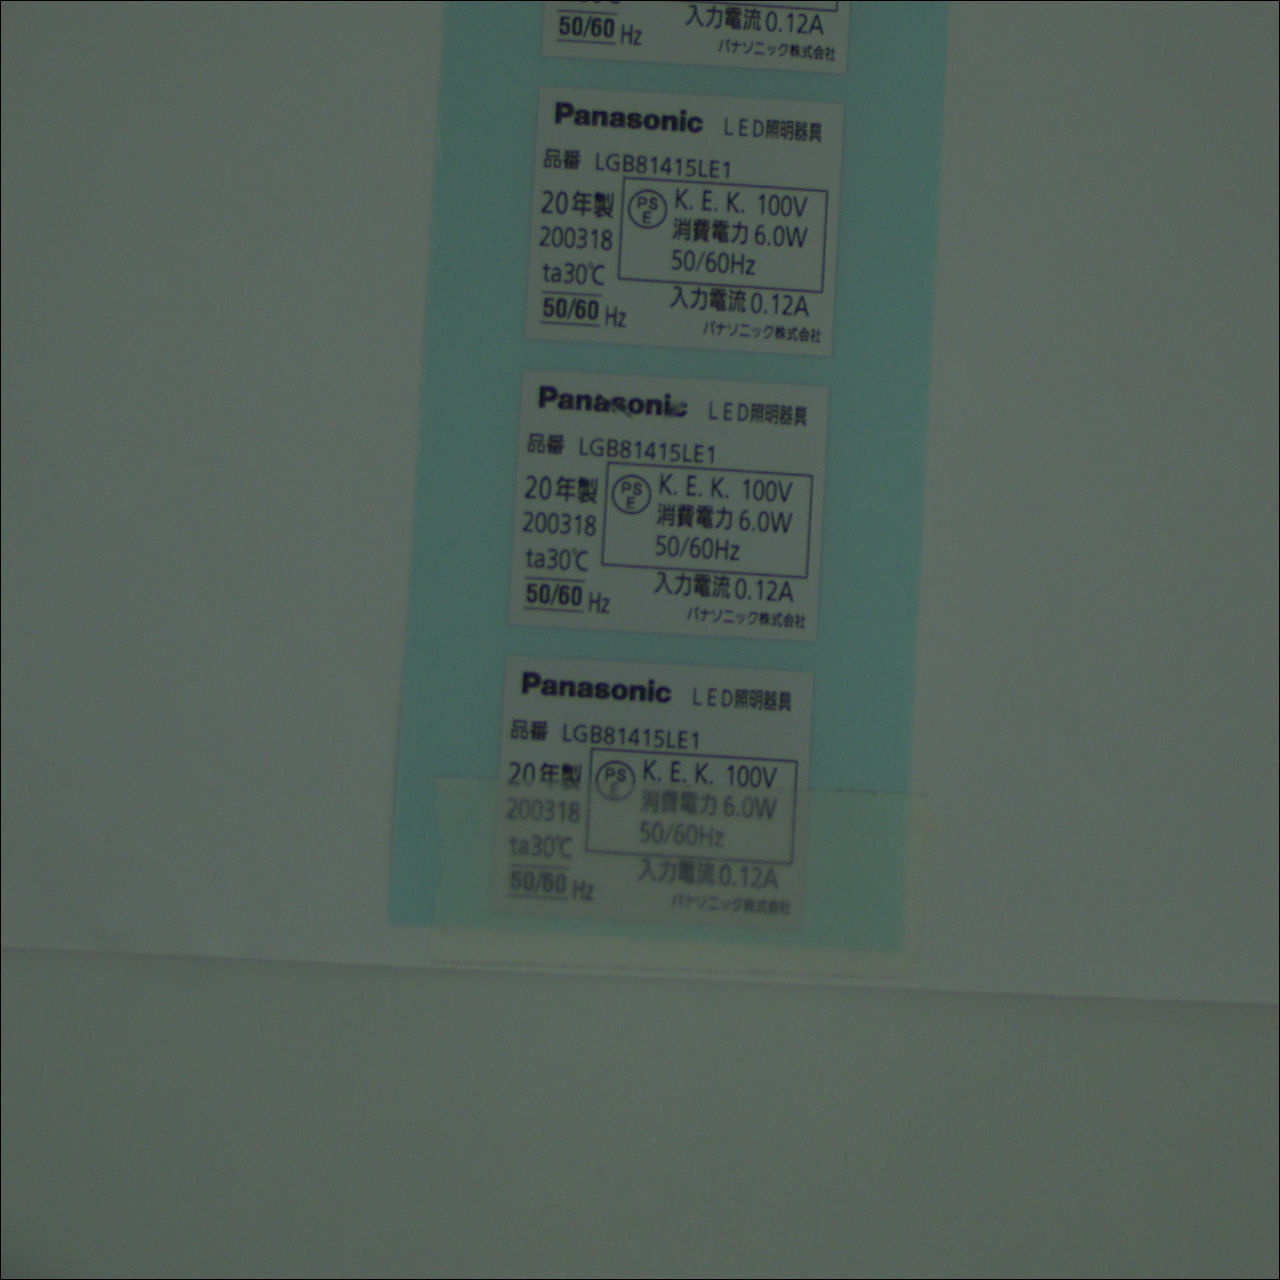 50/60 Hz
入力電流 0.12A
パナソニック株式会社
Panasonic LED照明器具
品番 LGB81415LE1
20年製
200318
ta30℃
50/60 Hz
PS E K. E. K. 100V
消費電力 6.0W
50/60Hz
入力電流 0.12A
パナソニック株式会社
Panasonic LED照明器具
品番 LGB81415LE1
20年製
200318
ta30℃
50/60 Hz
PS E K. E. K. 100V
消費電力 6.0W
50/60Hz
入力電流 0.12A
パナソニック株式会社
Panasonic LED照明器具
品番 LGB81415LE1
20年製
200318
ta30℃
50/60 Hz
PS E K. E. K. 100V
消費電力 6.0W
50/60Hz
入力電流 0.12A
パナソニック株式会社